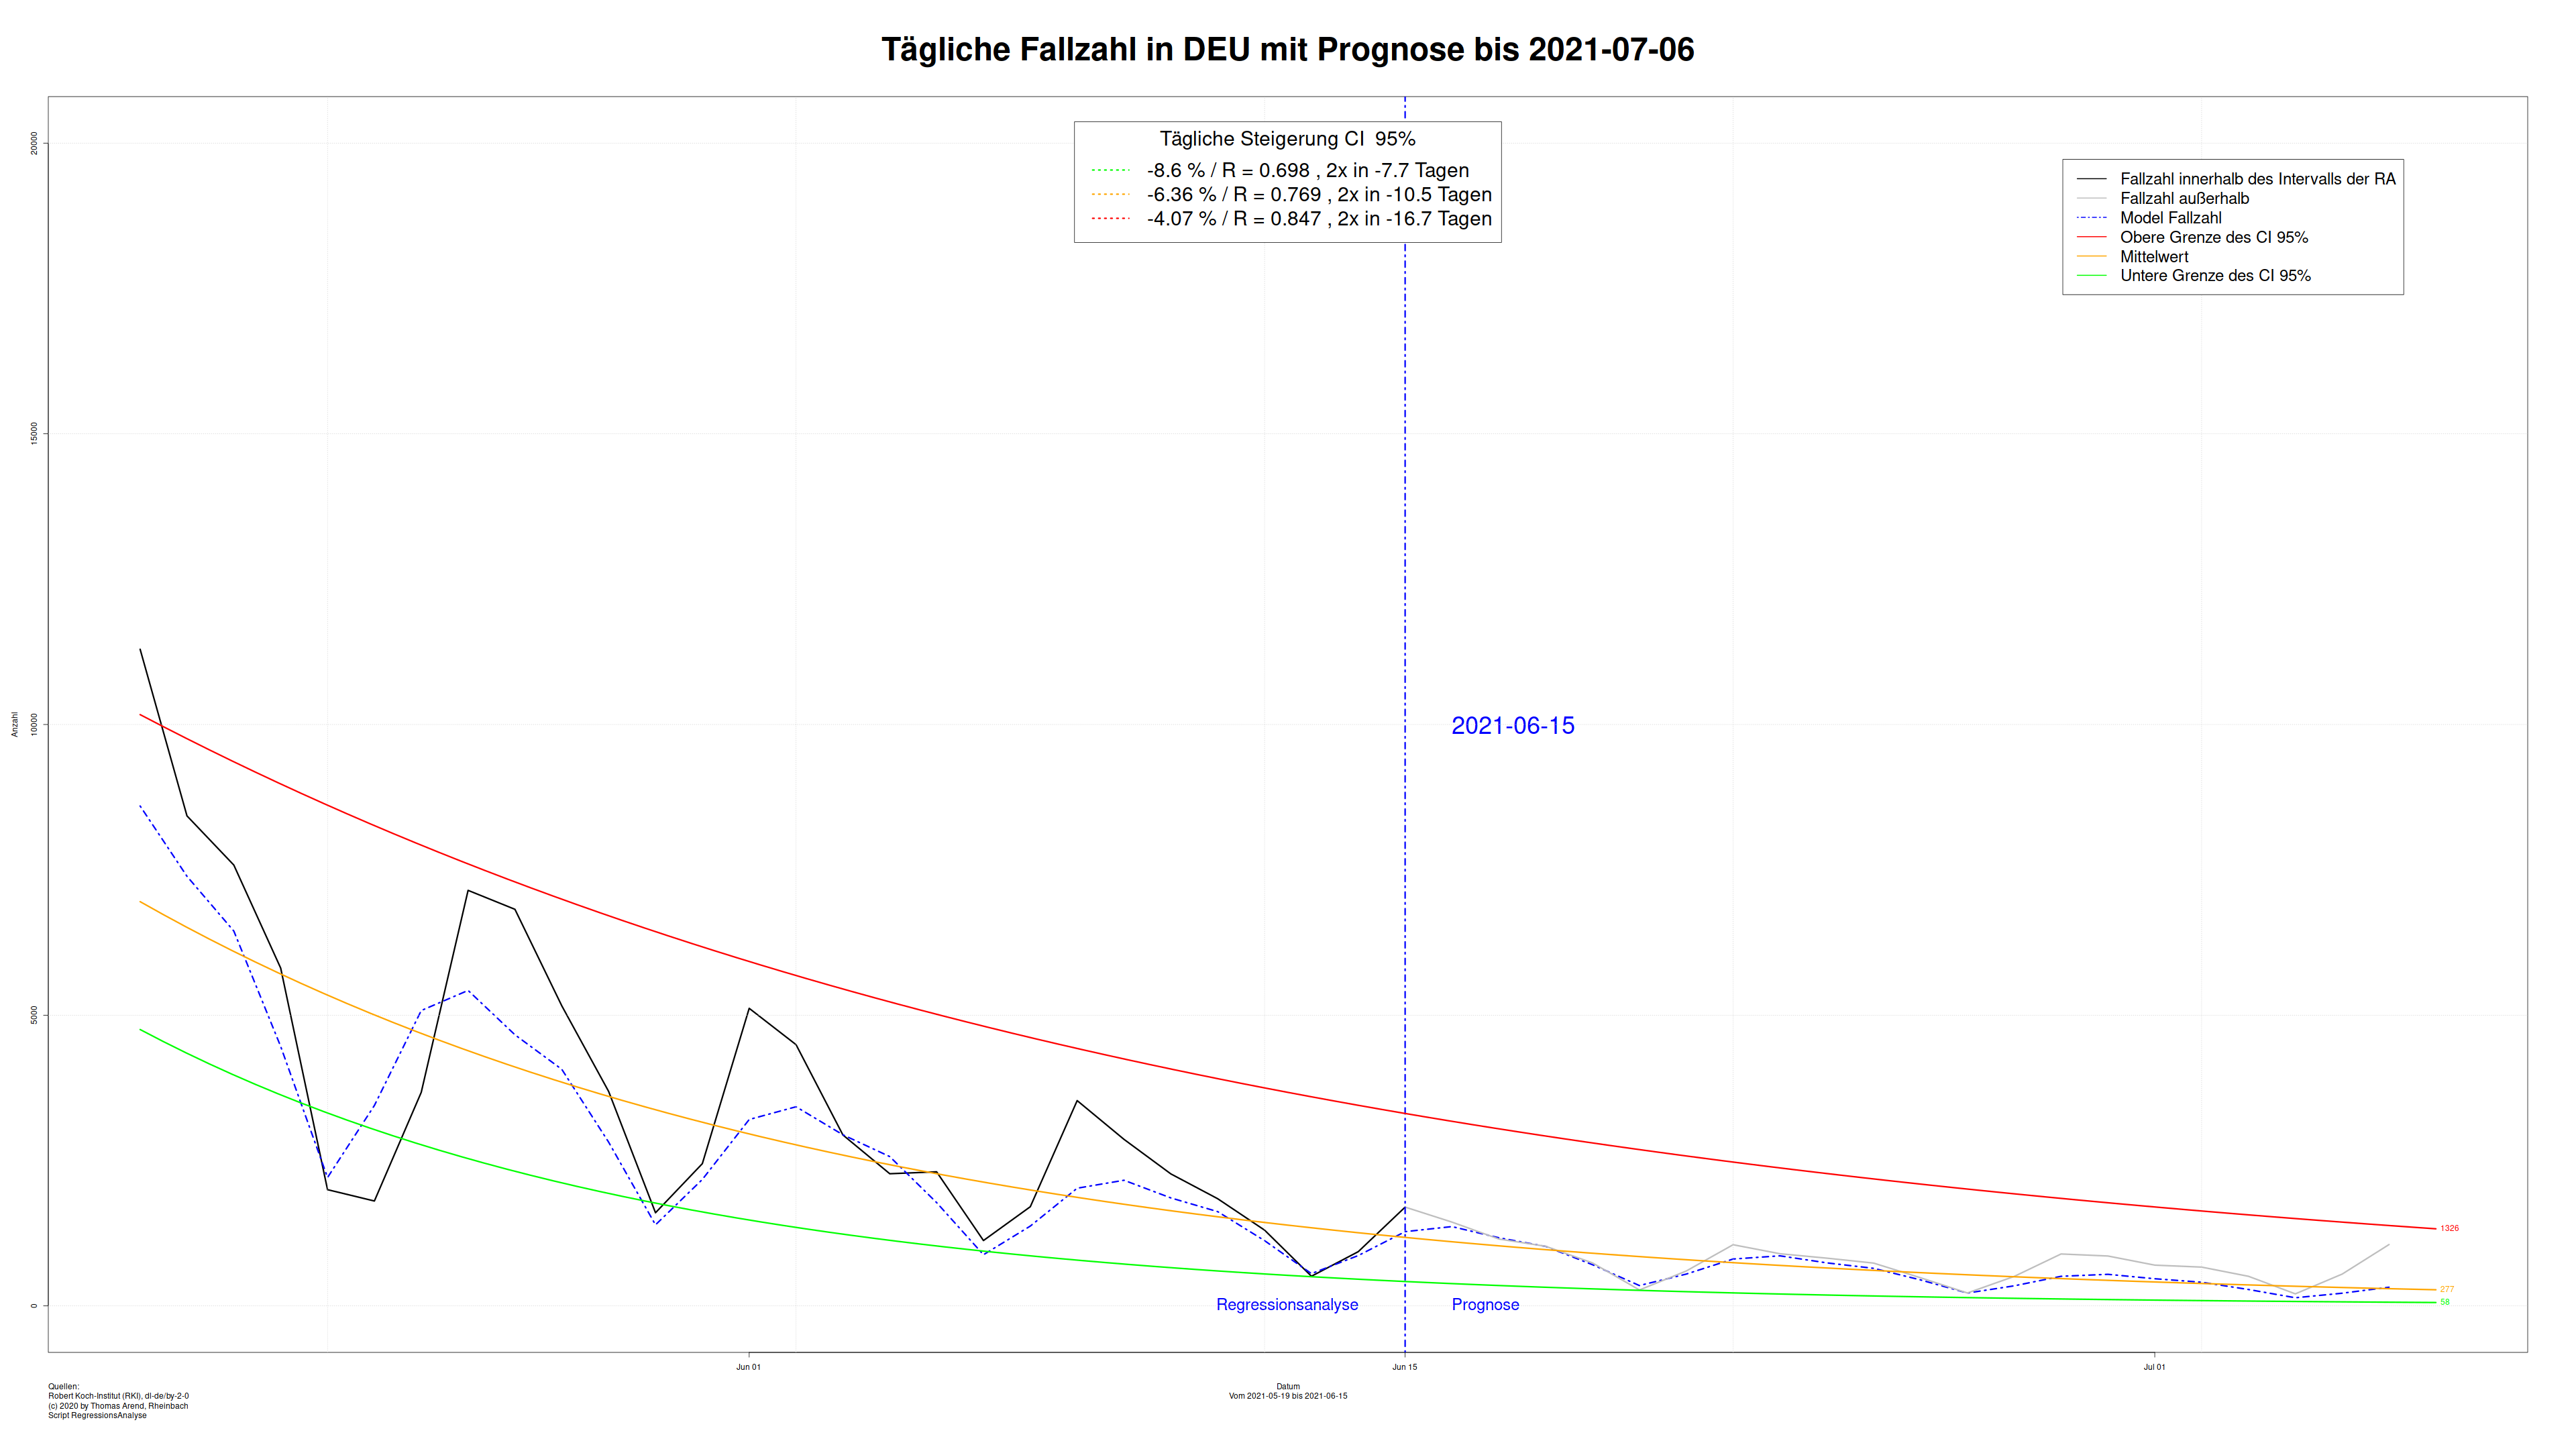 Tägliche Fallzahl in DEU mit Prognose bis 2021-07-06
Tägliche Steigerung CI  95%
-8.6 % / R = 0.698 , 2x in -7.7 Tagen
-6.36 % / R = 0.769 , 2x in -10.5 Tagen
-4.07 % / R = 0.847 , 2x in -16.7 Tagen
Fallzahl innerhalb des Intervalls der RA
Fallzahl außerhalb
Model Fallzahl
Obere Grenze des CI 95%
Mittelwert
Untere Grenze des CI 95%
20000
15000
10000
5000
0
Anzahl
2021-06-15
1326
277
58
Regressionsanalyse
Prognose
Jun 01
Jun 15
Jul 01
Datum
Vom 2021-05-19 bis 2021-06-15
Quellen:
Robert Koch-Institut (RKI), dl-de/by-2-0
(c) 2020 by Thomas Arend, Rheinbach
Script RegressionsAnalyse